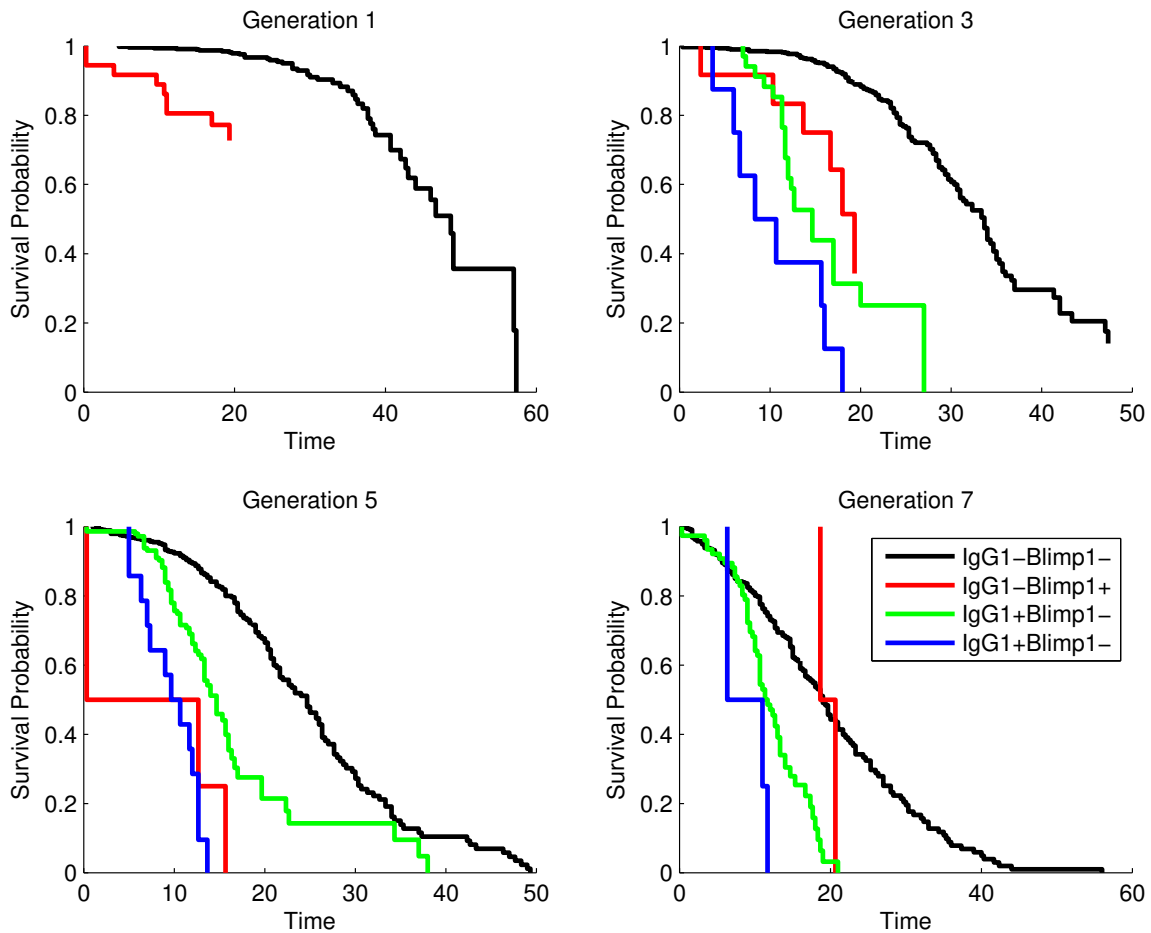 Generation 1
Survival Probability
1
0.8
0.6
0.4
0.2
0
0 20 40 60
Time
Generation 3
Survival Probability
1
0.8
0.6
0.4
0.2
0
0 10 20 30 40 50
Time
Generation 5
Survival Probability
1
0.8
0.6
0.4
0.2
0
0 10 20 30 40 50
Time
Generation 7
Survival Probability
1
0.8
0.6
0.4
0.2
0
0 20 40 60
Time
IgG1−Blimp1−
IgG1−Blimp1+
IgG1+Blimp1−
IgG1+Blimp1−